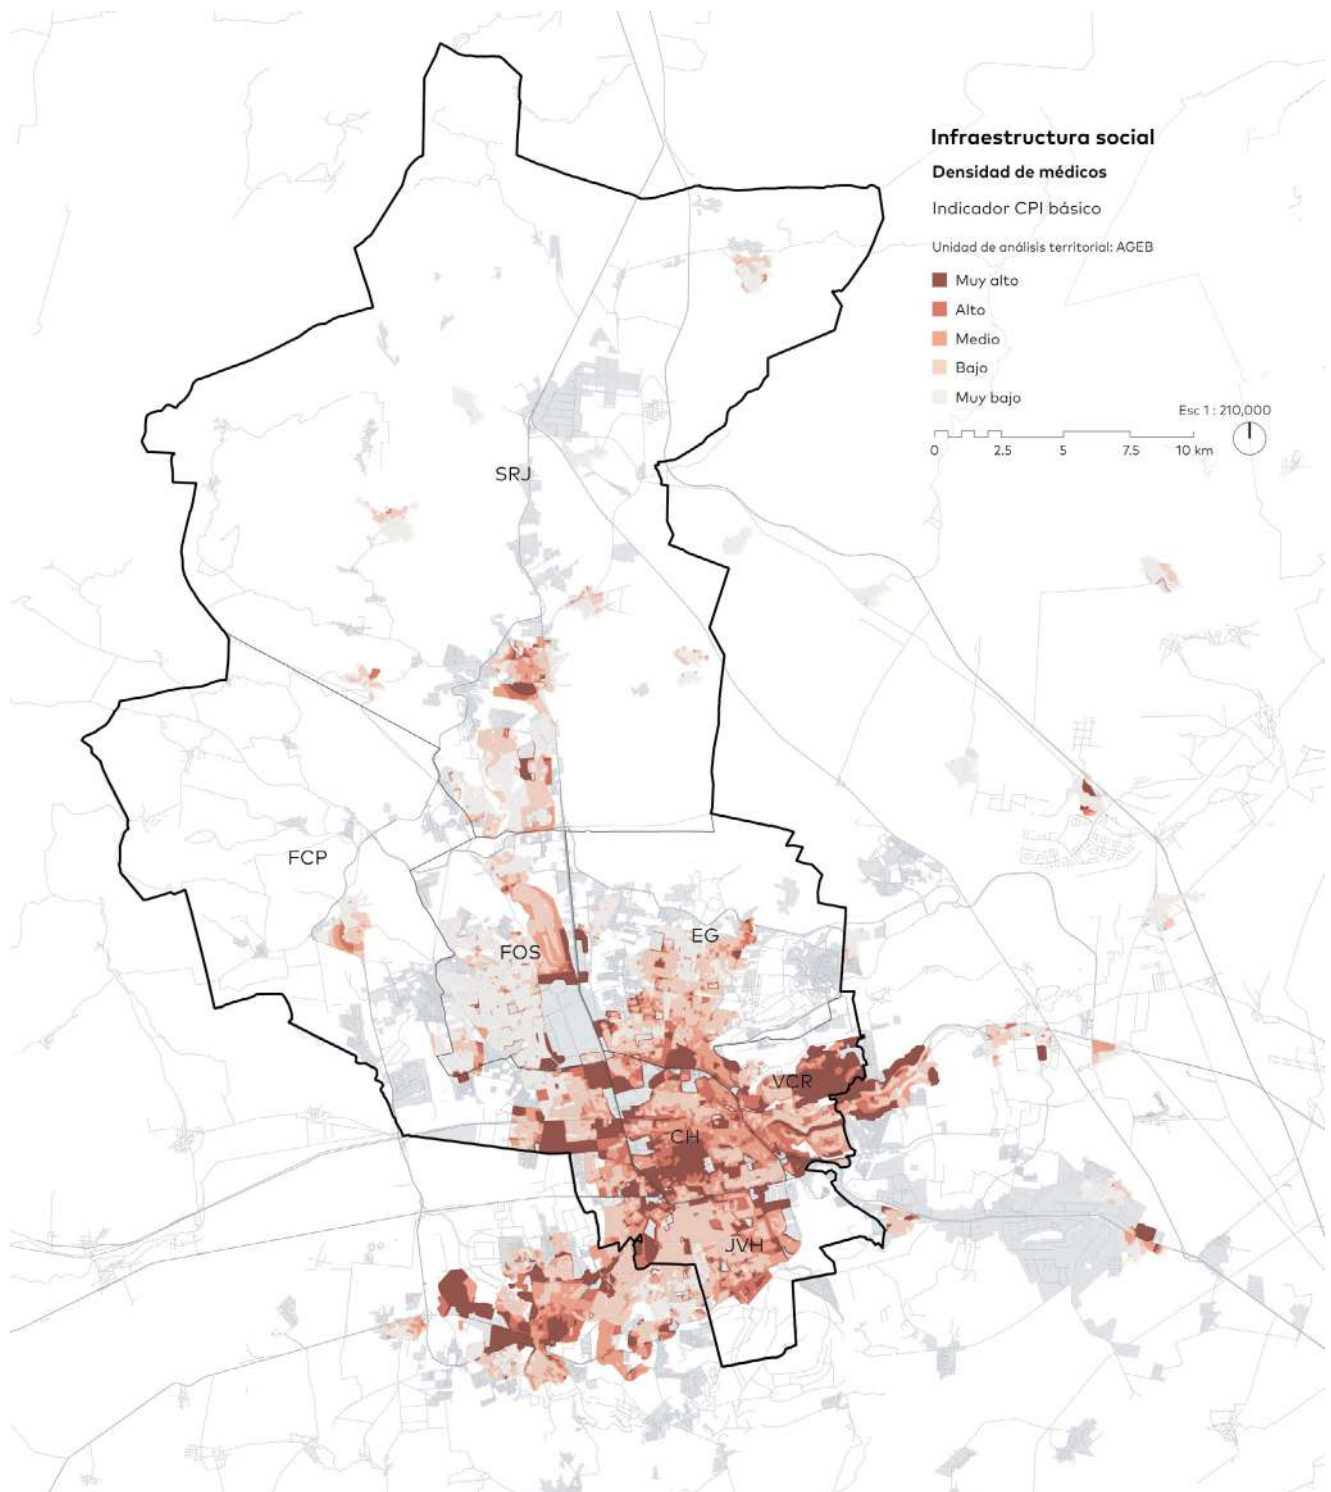 Infraestructura social
Densidad de médicos
Indicador CPI básico
Unidad de análisis territorial: AGEB
Muy alto
Alto
Medio
Bajo
Muy bajo
Esc 1 : 210,000
0 2.5 5 7.5 10 km
SRJ
FCP
FOS
EG
VCR
CH
JVH